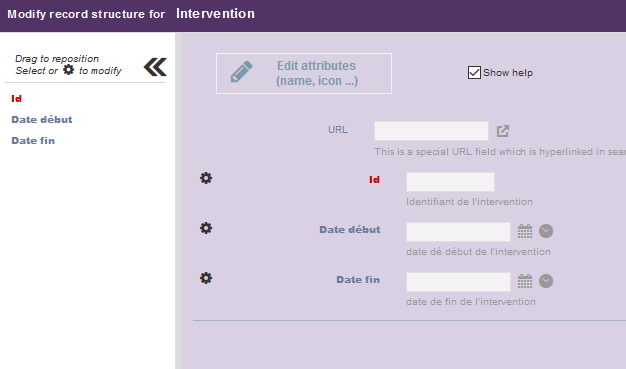 Modify record structure for Intervention
Drag to reposition
Select or to modify
Id
Date début
Date fin
Edit attributes
(name, icon ...)
Show help
URL
This is a special URL field which is hyperlinked in sea
Id
Identifiant de l'intervention
Date début
date dé début de l'intervention
Date fin
date de fin de l'intervention